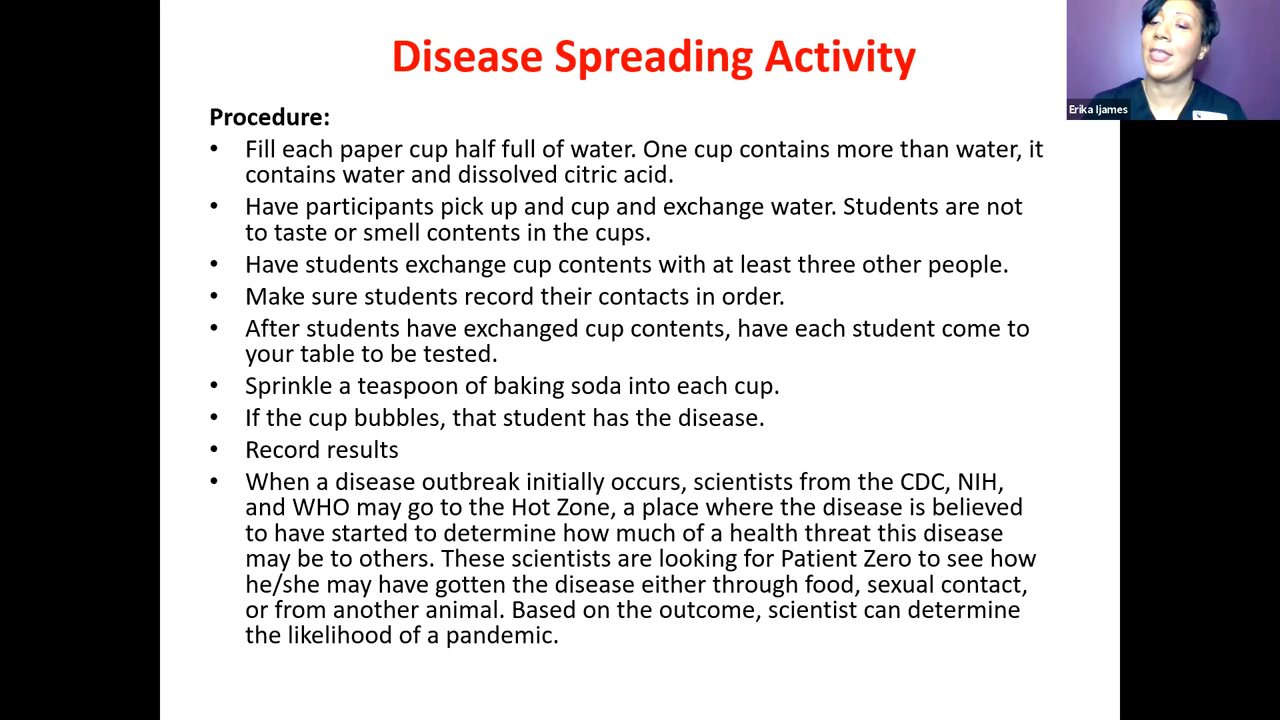 Disease Spreading Activity
Erika Ijames
Procedure:
• Fill each paper cup half full of water. One cup contains more than water, it
contains water and dissolved citric acid.
• Have participants pick up and cup and exchange water. Students are not
to taste or smell contents in the cups.
• Have students exchange cup contents with at least three other people.
• Make sure students record their contacts in order.
• After students have exchanged cup contents, have each student come to
your table to be tested.
• Sprinkle a teaspoon of baking soda into each cup.
• If the cup bubbles, that student has the disease.
• Record results
• When a disease outbreak initially occurs, scientists from the CDC, NIH,
and WHO may go to the Hot Zone, a place where the disease is believed
to have started to determine how much of a health threat this disease
may be to others. These scientists are looking for Patient Zero to see how
he/she may have gotten the disease either through food, sexual contact,
or from another animal. Based on the outcome, scientist can determine
the likelihood of a pandemic.